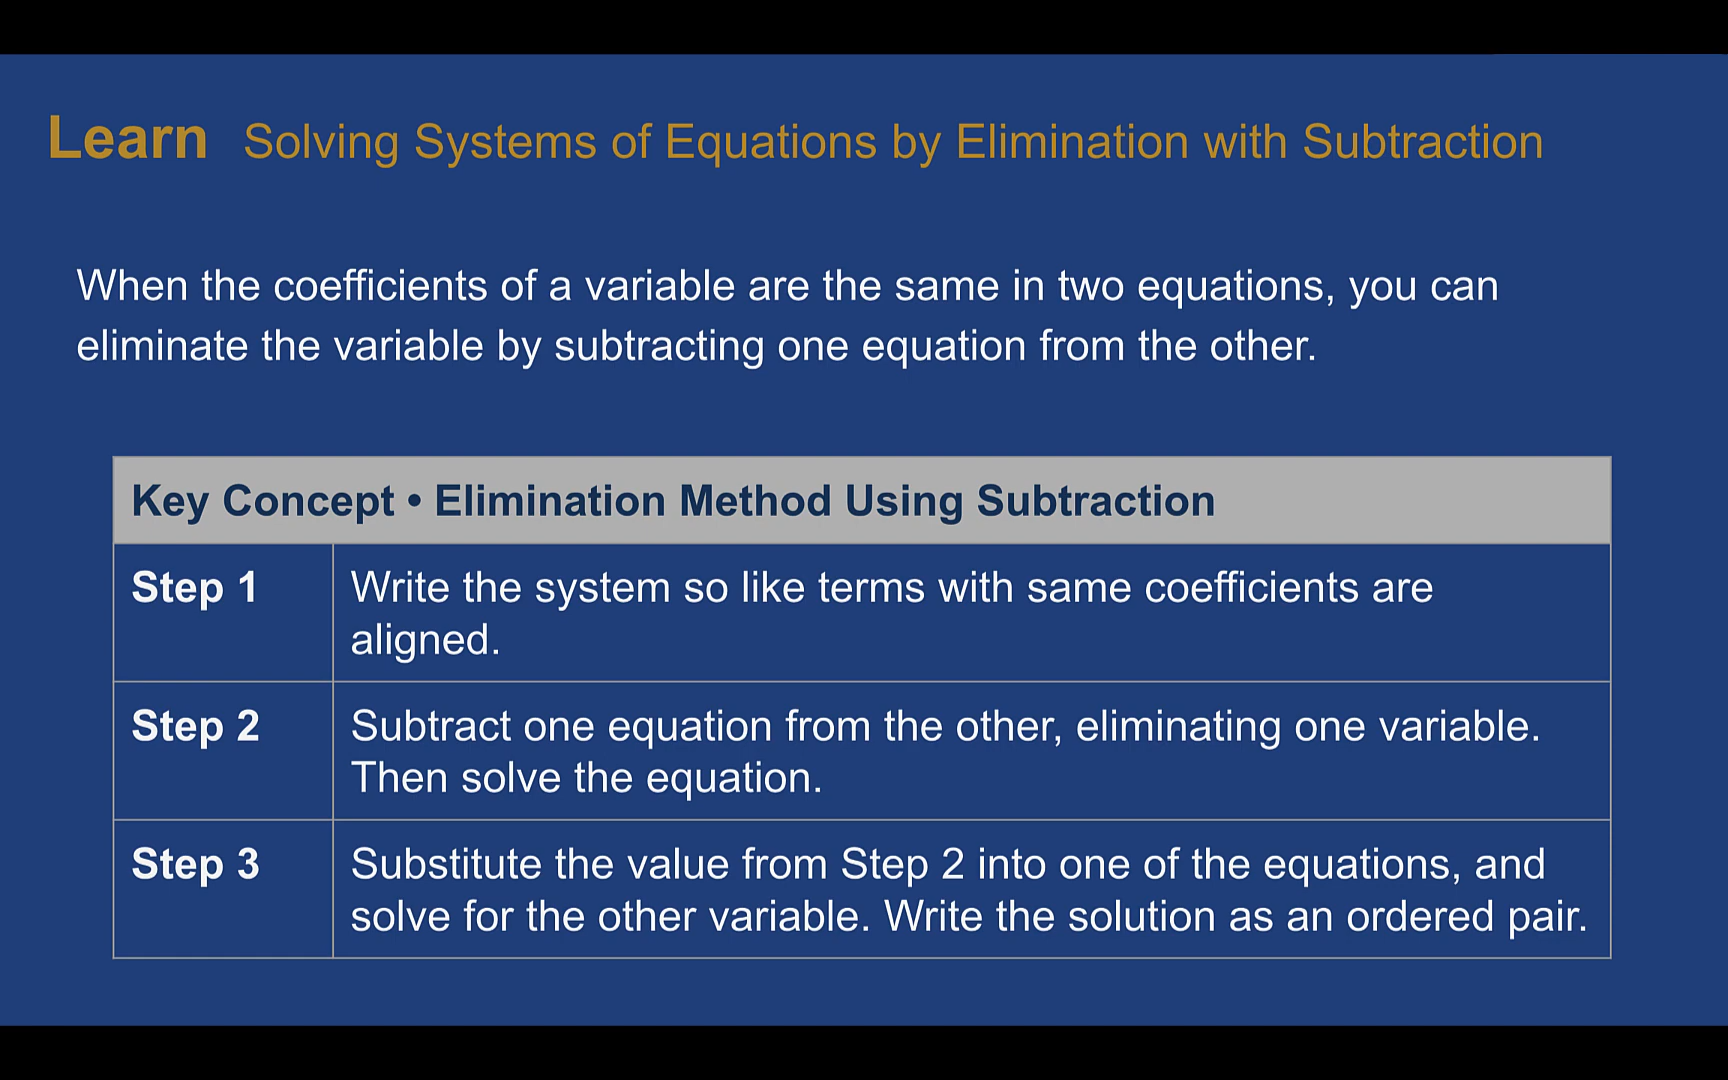 Learn Solving Systems of Equations by Elimination with Subtraction
When the coefficients of a variable are the same in two equations, you can
eliminate the variable by subtracting one equation from the other.
Key Concept • Elimination Method Using Subtraction
Step 1
Write the system so like terms with same coefficients are
aligned.
Step 2
Subtract one equation from the other, eliminating one variable.
Then solve the equation.
Step 3
Substitute the value from Step 2 into one of the equations, and
solve for the other variable. Write the solution as an ordered pair.